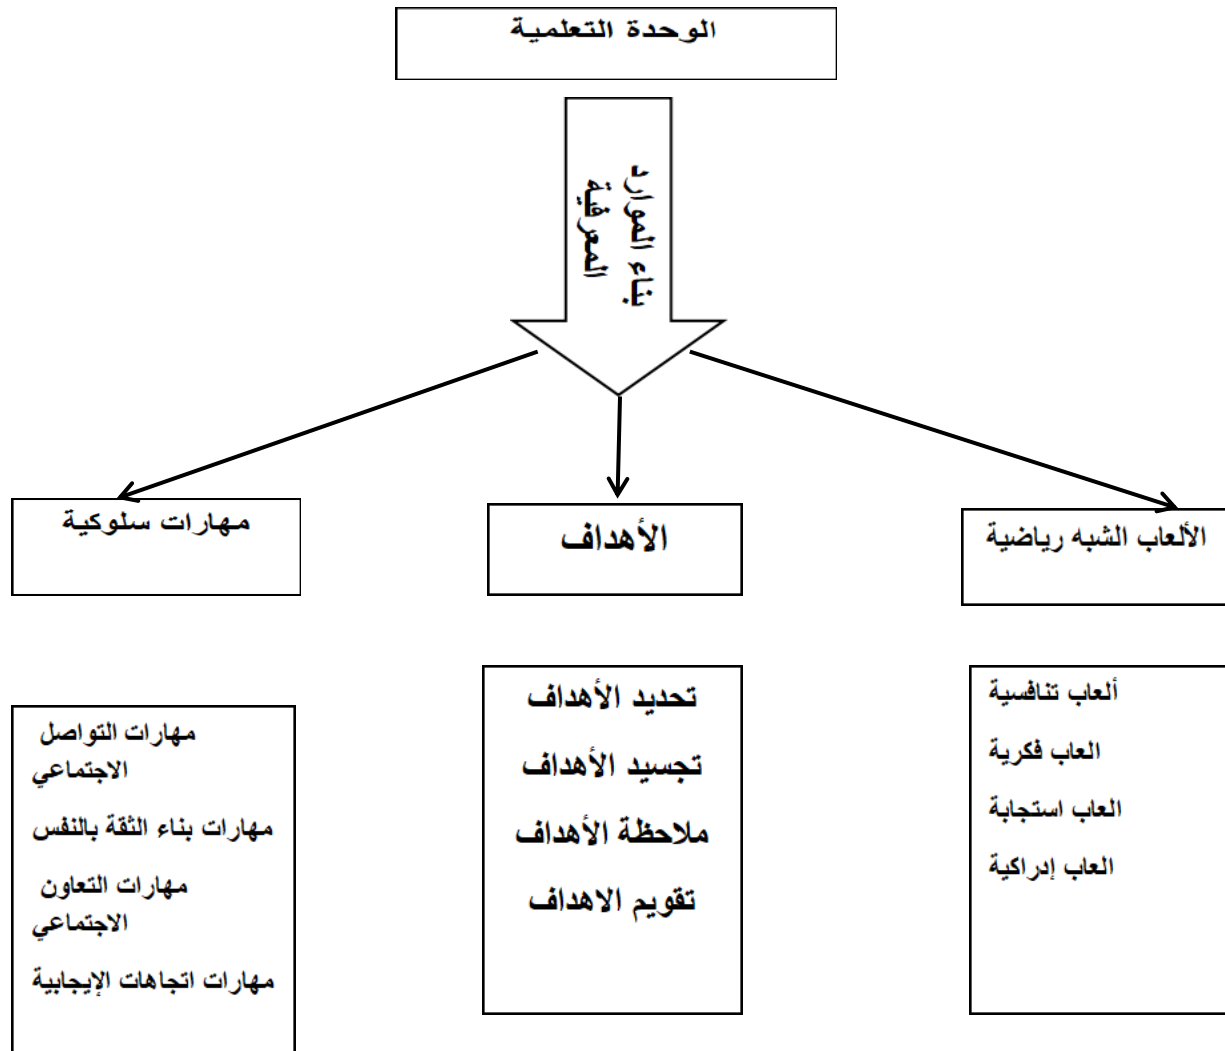 الوحدة التعلمية
بناء الموارد
المعرفية
الألعاب الشبه رياضية
الأهداف
مهارات سلوكية
ألعاب تنافسية
العاب فكرية
العاب استجابة
العاب إدراكية
تحديد الأهداف
تجسيد الأهداف
ملاحظة الأهداف
تقويم الاهداف
مهارات التواصل
الاجتماعي
مهارات بناء الثقة بالنفس
مهارات التعاون
الاجتماعي
مهارات اتجاهات الإيجابية